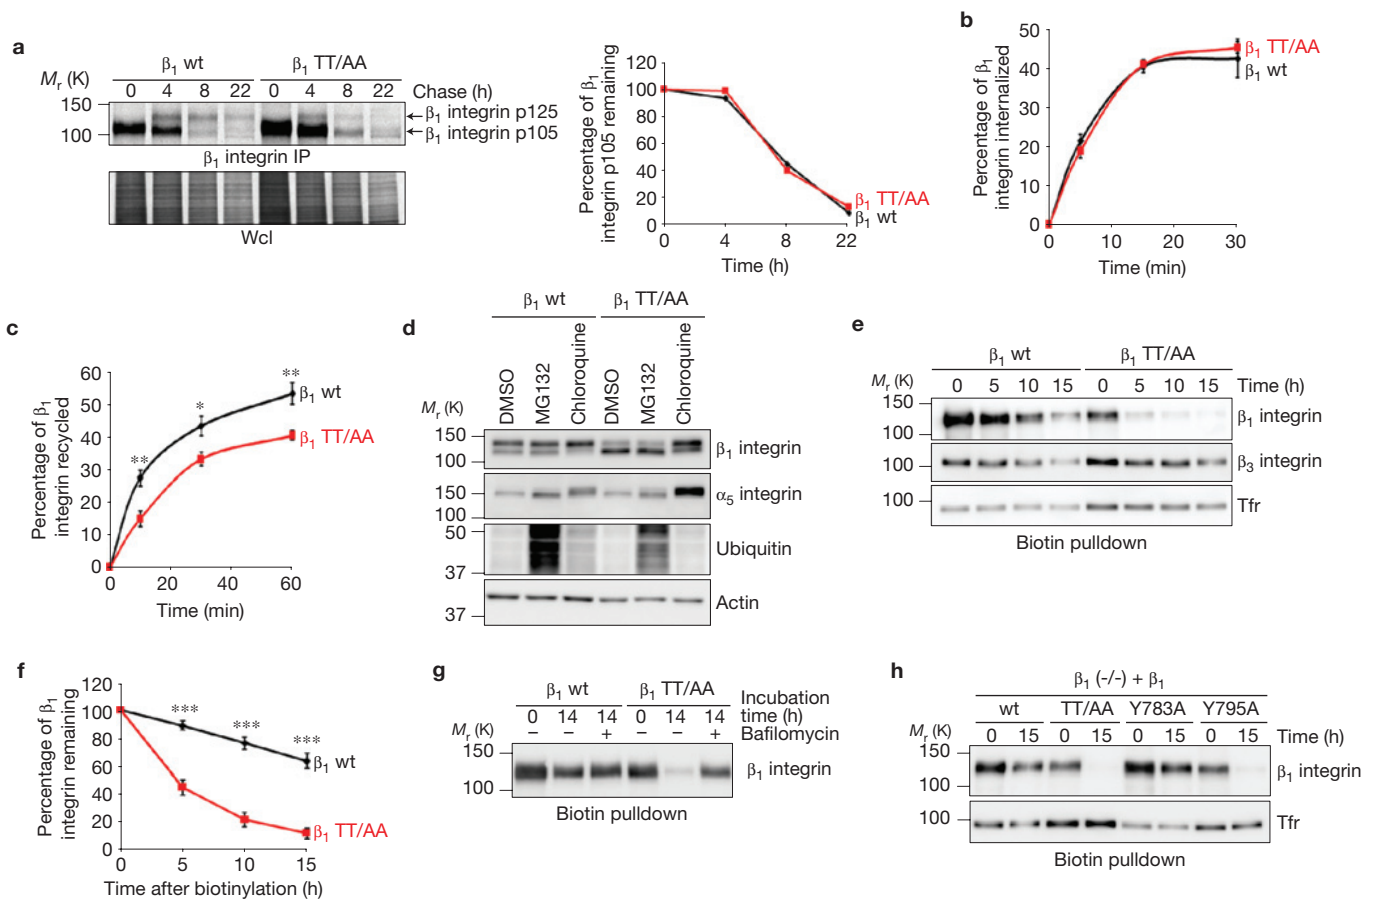 a
β1 wt
β1 TT/AA
Mr (K)
0 4 8 22 0 4 8 22 Chase (h)
150
100
β1 integrin p125
β1 integrin p105
β1 integrin IP
Wcl
Percentage of β1
integrin p105 remaining
120
100
80
60
40
20
0
β1 TT/AA
β1 wt
0 4 8 22
Time (h)
b
Percentage of β1
integrin internalized
50
40
30
20
10
0
β1 TT/AA
β1 wt
0 10 20 30
Time (min)
c
Percentage of β1
integrin recycled
60
50
40
30
20
10
0
**
*
**
β1 wt
β1 TT/AA
0 20 40 60
Time (min)
d
β1 wt
β1 TT/AA
DMSO
MG132
Chloroquine
DMSO
MG132
Chloroquine
Mr (K)
150
100
β1 integrin
150
100
α5 integrin
50
37
Ubiquitin
37
Actin
e
β1 wt
β1 TT/AA
Mr (K)
0 5 10 15 0 5 10 15 Time (h)
150
100
β1 integrin
100
β3 integrin
100
Tfr
Biotin pulldown
f
Percentage of β1
integrin remaining
120
100
80
60
40
20
0
***
***
***
β1 wt
β1 TT/AA
0 5 10 15
Time after biotinylation (h)
g
β1 wt
β1 TT/AA
Incubation
time (h)
0 14 14 0 14 14
Mr (K)
– – + – – + Bafilomycin
150
100
β1 integrin
Biotin pulldown
h
β1 (-/-) + β1
wt TT/AA Y783A Y795A
Mr (K)
0 15 0 15 0 15 0 15 Time (h)
150
100
β1 integrin
100
Tfr
Biotin pulldown